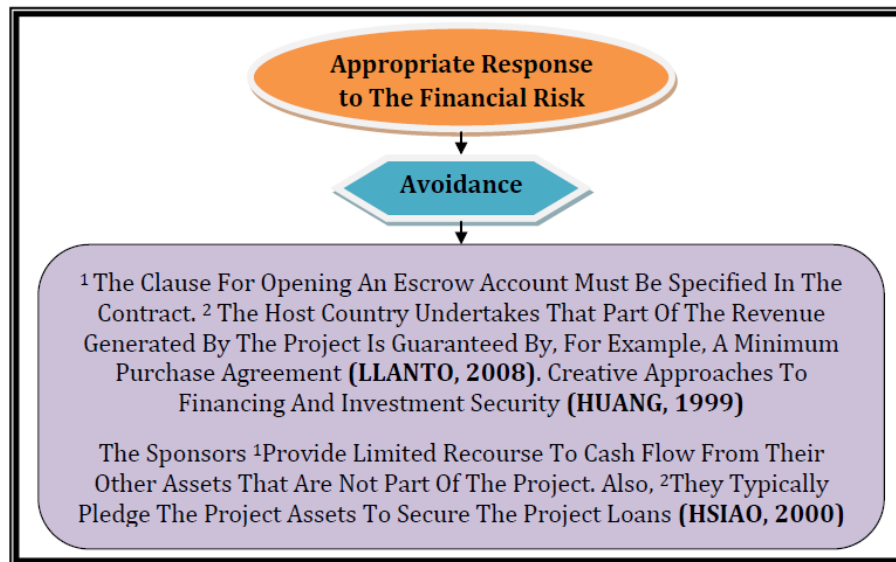 Appropriate Response
to The Financial Risk
Avoidance
¹ The Clause For Opening An Escrow Account Must Be Specified In The
Contract. ² The Host Country Undertakes That Part Of The Revenue
Generated By The Project Is Guaranteed By, For Example, A Minimum
Purchase Agreement (LLANTO, 2008). Creative Approaches To
Financing And Investment Security (HUANG, 1999)
The Sponsors ¹Provide Limited Recourse To Cash Flow From Their
Other Assets That Are Not Part Of The Project. Also, ²They Typically
Pledge The Project Assets To Secure The Project Loans (HSIAO, 2000)